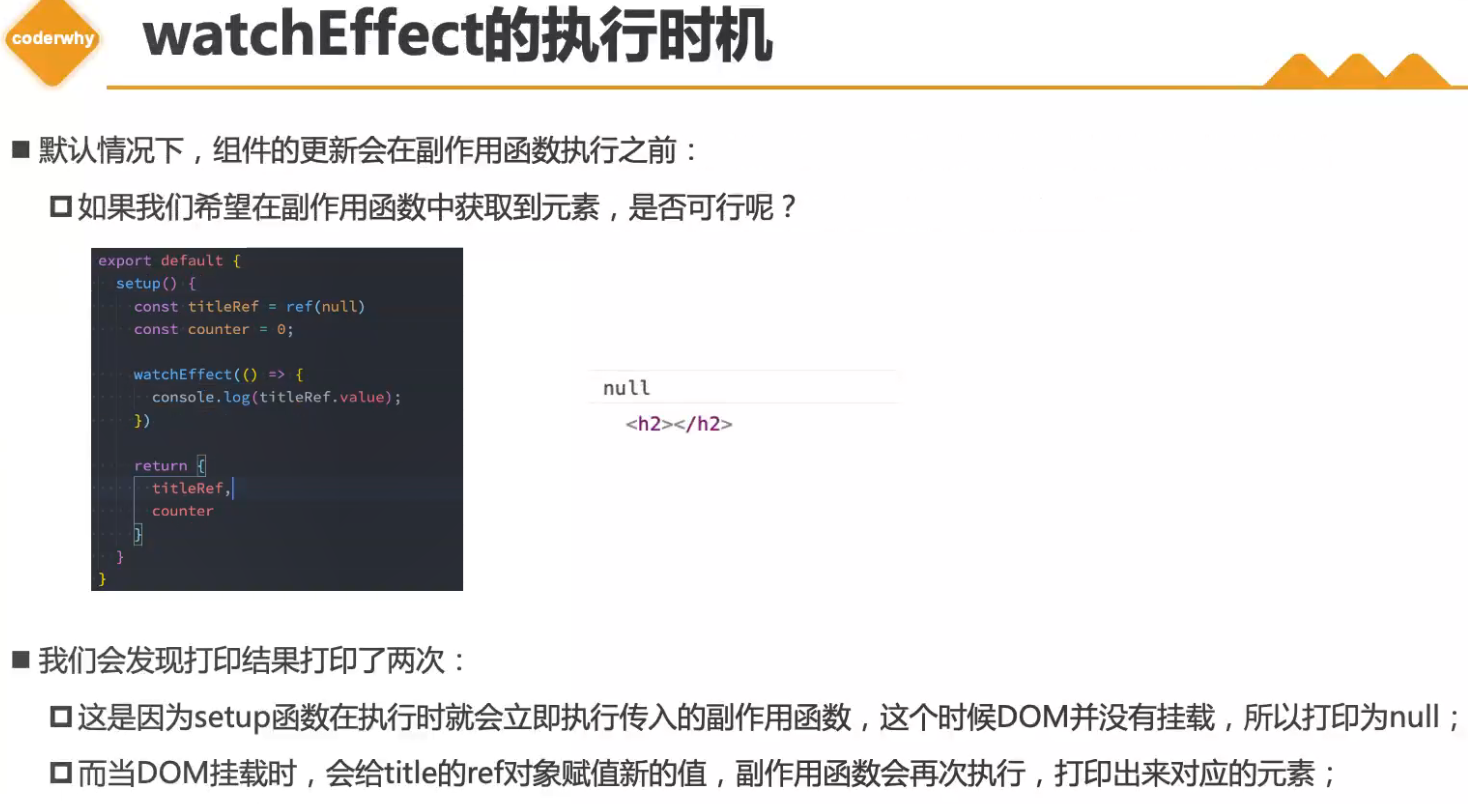 coderwhy
watchEffect的执行时机
默认情况下，组件的更新会在副作用函数执行之前：
如果我们希望在副作用函数中获取到元素，是否可行呢？
export default {
setup() {
const titleRef = ref(null)
const counter = 0;
watchEffect(() => {
console.log(titleRef.value);
})
return {
titleRef,
counter
}
}
}
null
<h2></h2>
我们会发现打印结果打印了两次：
这是因为setup函数在执行时就会立即执行传入的副作用函数，这个时候DOM并没有挂载，所以打印为null；
而当DOM挂载时，会给title的ref对象赋值新的值，副作用函数会再次执行，打印出来对应的元素；